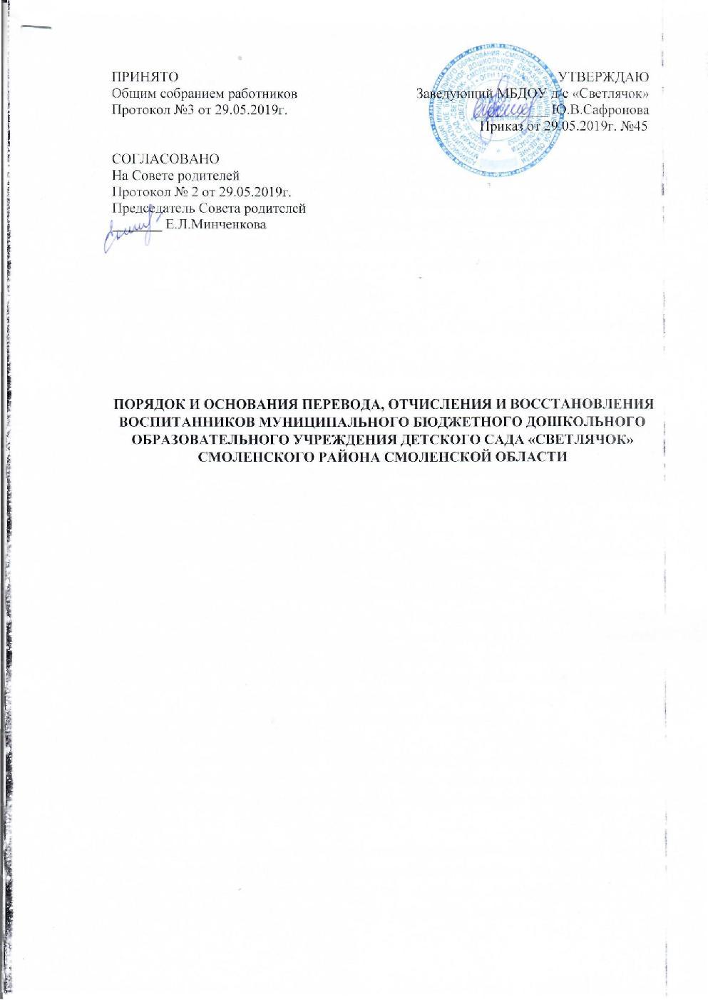 ПРИНЯТО
Общим собранием работников
Протокол №3 от 29.05.2019г.
УТВЕРЖДАЮ
Заведующий МБДОУ д/с «Светлячок»
Ю.В.Сафронова
Приказ от 29.05.2019г. №45
СОГЛАСОВАНО
На Совете родителей
Протокол № 2 от 29.05.2019г.
Председатель Совета родителей
Е.Л.Минченкова
ПОРЯДОК И ОСНОВАНИЯ ПЕРЕВОДА, ОТЧИСЛЕНИЯ И ВОССТАНОВЛЕНИЯ
ВОСПИТАННИКОВ МУНИЦИПАЛЬНОГО БЮДЖЕТНОГО ДОШКОЛЬНОГО
ОБРАЗОВАТЕЛЬНОГО УЧРЕЖДЕНИЯ ДЕТСКОГО САДА «СВЕТЛЯЧОК»
СМОЛЕНСКОГО РАЙОНА СМОЛЕНСКОЙ ОБЛАСТИ